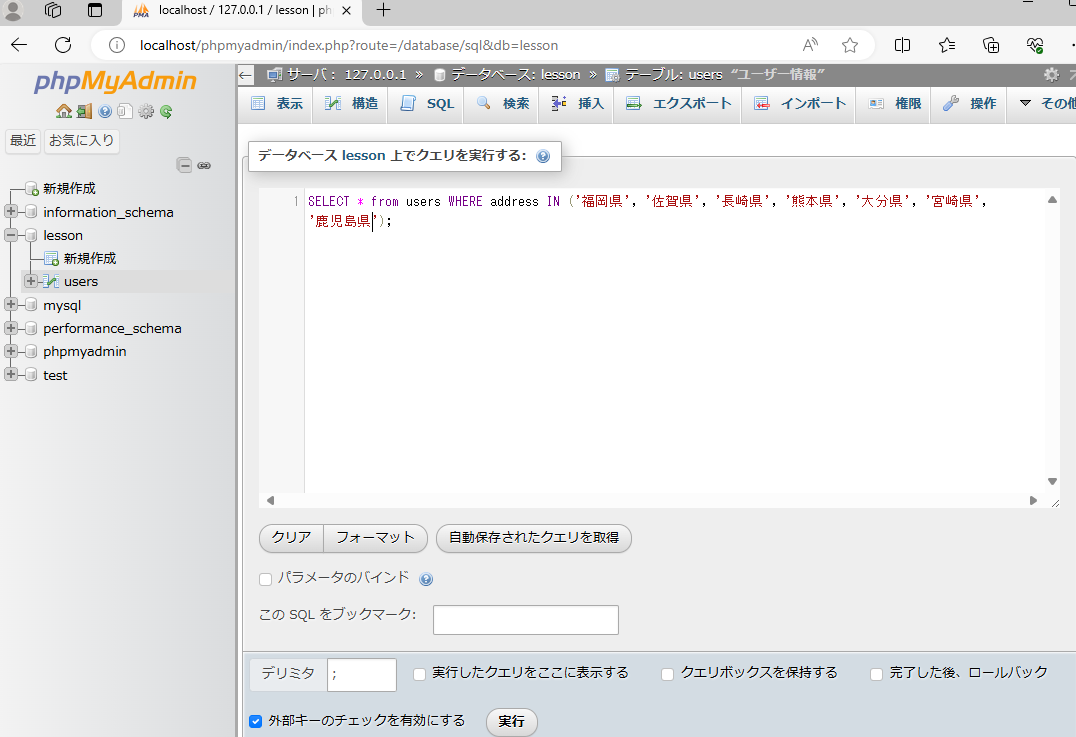 localhost / 127.0.0.1 / lesson | ph
localhost/phpmyadmin/index.php?route=/database/sql&db=lesson
phpMyAdmin
最近 お気に入り
新規作成
information_schema
lesson
新規作成
users
mysql
performance_schema
phpmyadmin
test
サーバ: 127.0.0.1 » データベース: lesson » テーブル: users “ユーザー情報”
表示 構造 SQL 検索 挿入 エクスポート インポート 権限 操作 その他
データベース lesson 上でクエリを実行する:
1 SELECT * from users WHERE address IN ('福岡県', '佐賀県', '長崎県', '熊本県', '大分県', '宮崎県',
'鹿児島県');
クリア フォーマット 自動保存されたクエリを取得
パラメータのバインド
この SQL をブックマーク:
デリミタ ; 実行したクエリをここに表示する クエリボックスを保持する 完了した後、ロールバック
外部キーのチェックを有効にする 実行